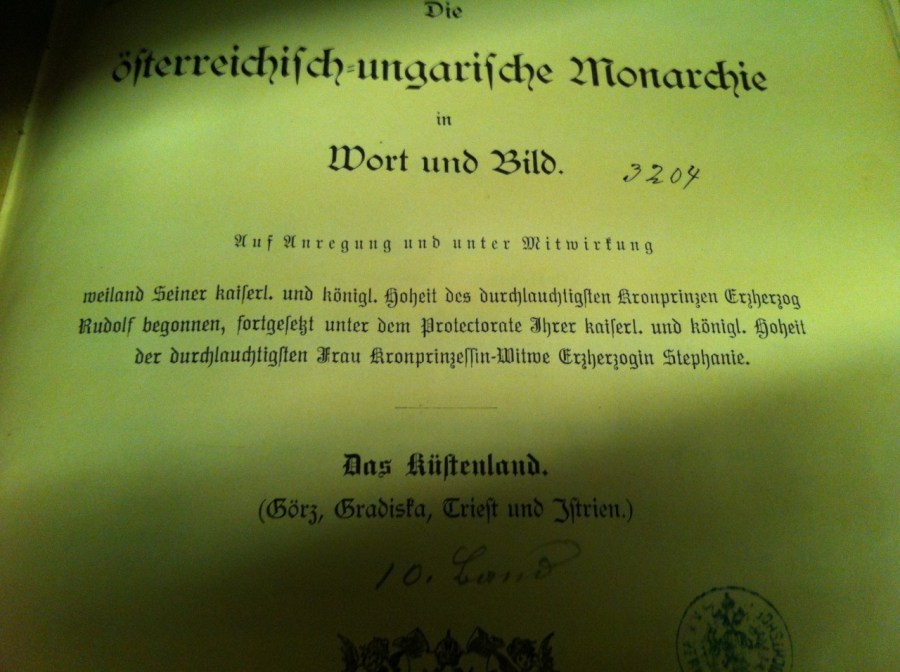 Die
österreichisch-ungarische Monarchie
in
Wort und Bild.
3204
Auf Anregung und unter Mitwirkung
weiland Seiner kaiserl. und königl. Hoheit des durchlauchtigsten Kronprinzen Erzherzog
Rudolf begonnen, fortgesetzt unter dem Protectorate Ihrer kaiserl. und königl. Hoheit
der durchlauchtigsten Frau Kronprinzessin-Witwe Erzherzogin Stephanie.
Das Küstenland.
(Görz, Gradiska, Triest und Istrien.)
10. Band